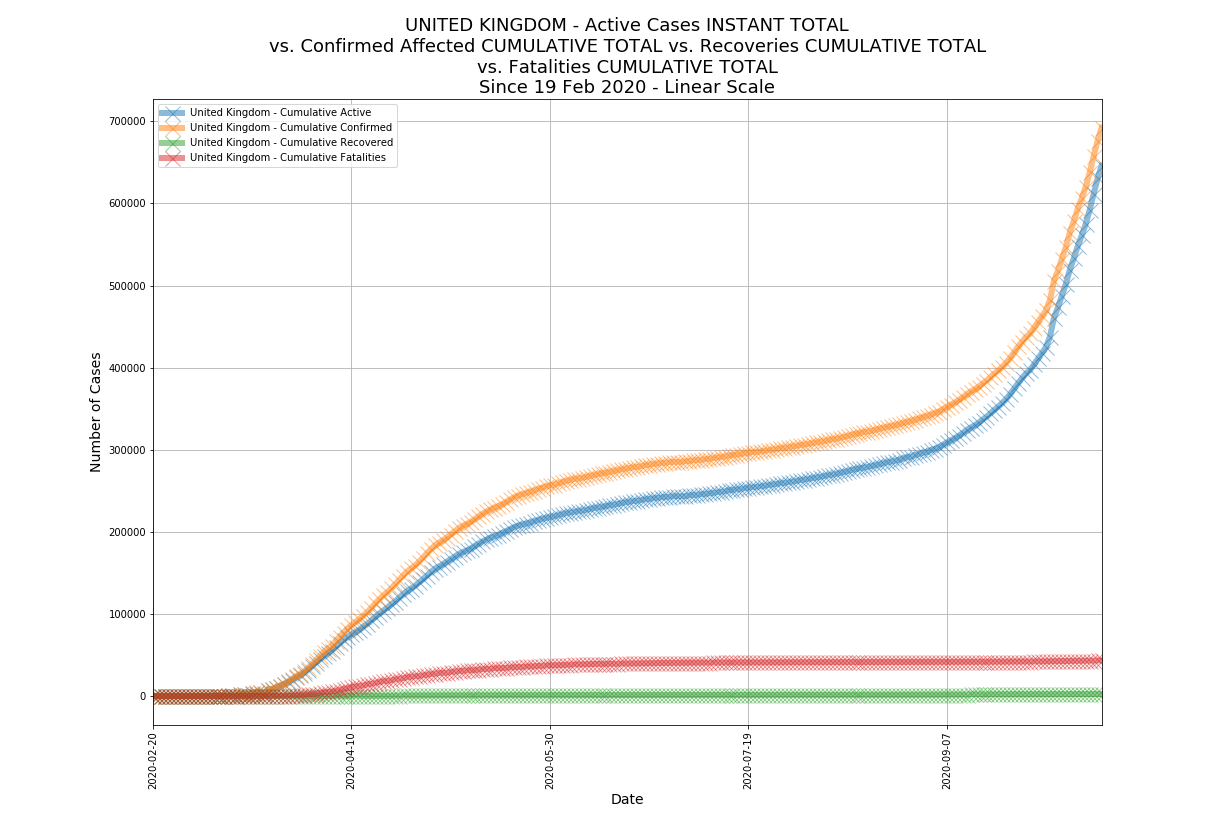 UNITED KINGDOM - Active Cases INSTANT TOTAL
vs. Confirmed Affected CUMULATIVE TOTAL vs. Recoveries CUMULATIVE TOTAL
vs. Fatalities CUMULATIVE TOTAL
Since 19 Feb 2020 - Linear Scale
United Kingdom - Cumulative Active
United Kingdom - Cumulative Confirmed
United Kingdom - Cumulative Recovered
United Kingdom - Cumulative Fatalities
Number of Cases
700000
600000
500000
400000
300000
200000
100000
0
2020-02-20
2020-04-10
2020-05-30
2020-07-19
2020-09-07
Date